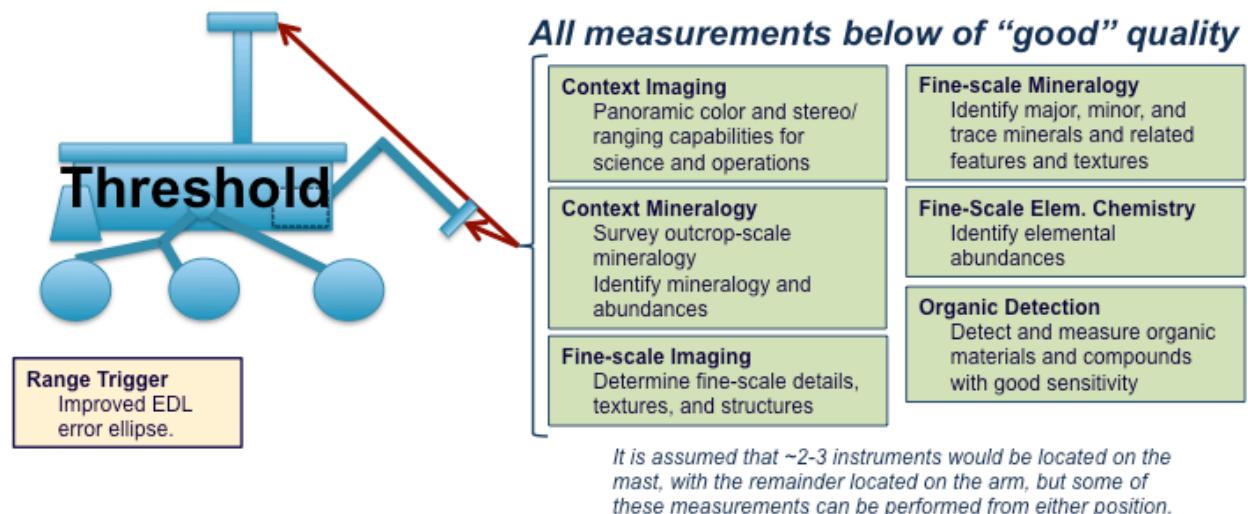 All measurements below of “good” quality
Threshold
Range Trigger
Improved EDL
error ellipse.
Context Imaging
Panoramic color and stereo/
ranging capabilities for
science and operations
Context Mineralogy
Survey outcrop-scale
mineralogy
Identify mineralogy and
abundances
Fine-scale Imaging
Determine fine-scale details,
textures, and structures
Fine-scale Mineralogy
Identify major, minor, and
trace minerals and related
features and textures
Fine-Scale Elem. Chemistry
Identify elemental
abundances
Organic Detection
Detect and measure organic
materials and compounds
with good sensitivity
It is assumed that ~2-3 instruments would be located on the
mast, with the remainder located on the arm, but some of
these measurements can be performed from either position.